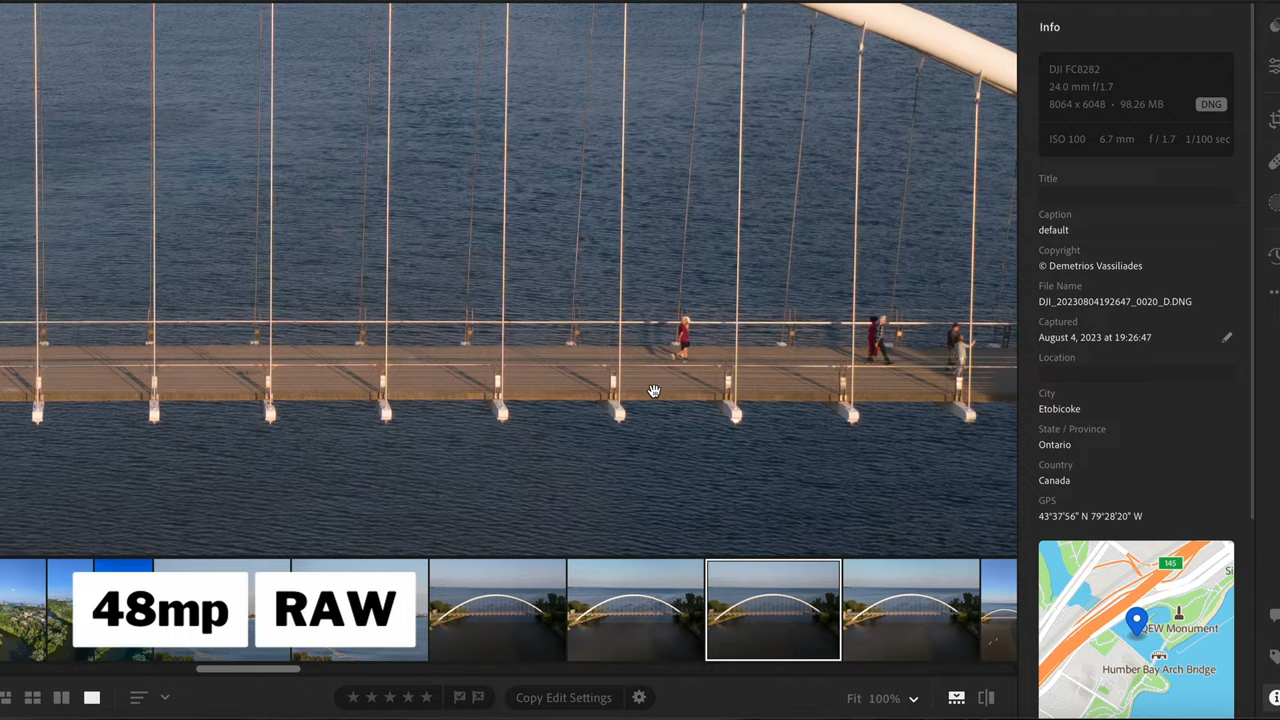 Info
DJI FC8282
24.0 mm f/1.7
8064 x 6048 • 98.26 MB DNG
ISO 100 6.7 mm f / 1.7 1/100 sec
Title
Caption
default
Copyright
© Demetrios Vassiliades
File Name
DJI_20230804192647_0020_D.DNG
Captured
August 4, 2023 at 19:26:47
Location
City
Etobicoke
State / Province
Ontario
Country
Canada
GPS
43°37'56" N 79°28'20" W
145
QEW Monument
Humber Bay Arch Bridge
48mp RAW
Copy Edit Settings
Fit 100%